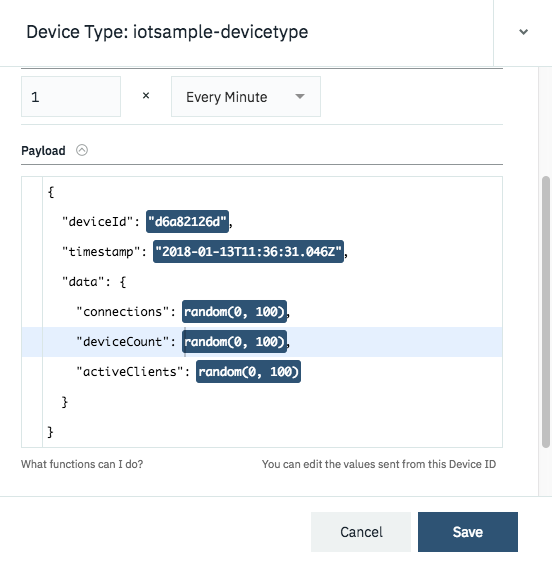 Device Type: iotsample-devicetype
1 × Every Minute
Payload
{
"deviceId": "d6a82126d",
"timestamp": "2018-01-13T11:36:31.046Z",
"data": {
"connections": random(0, 100),
"deviceCount": random(0, 100),
"activeClients": random(0, 100)
}
}
What functions can I do? You can edit the values sent from this Device ID
Cancel Save